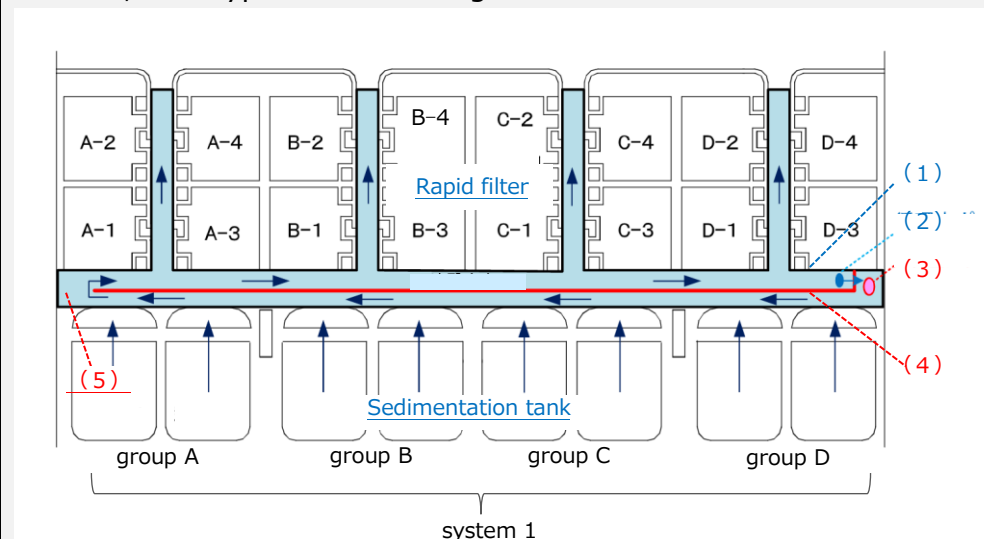 B-4
C-2
A-2
A-4
B-2
C-4
D-2
D-4
Rapid filter
(1)
(2)
A-1
A-3
B-1
B-3
C-1
C-3
D-1
D-3
(3)
(4)
(5)
Sedimentation tank
group A
group B
group C
group D
system 1